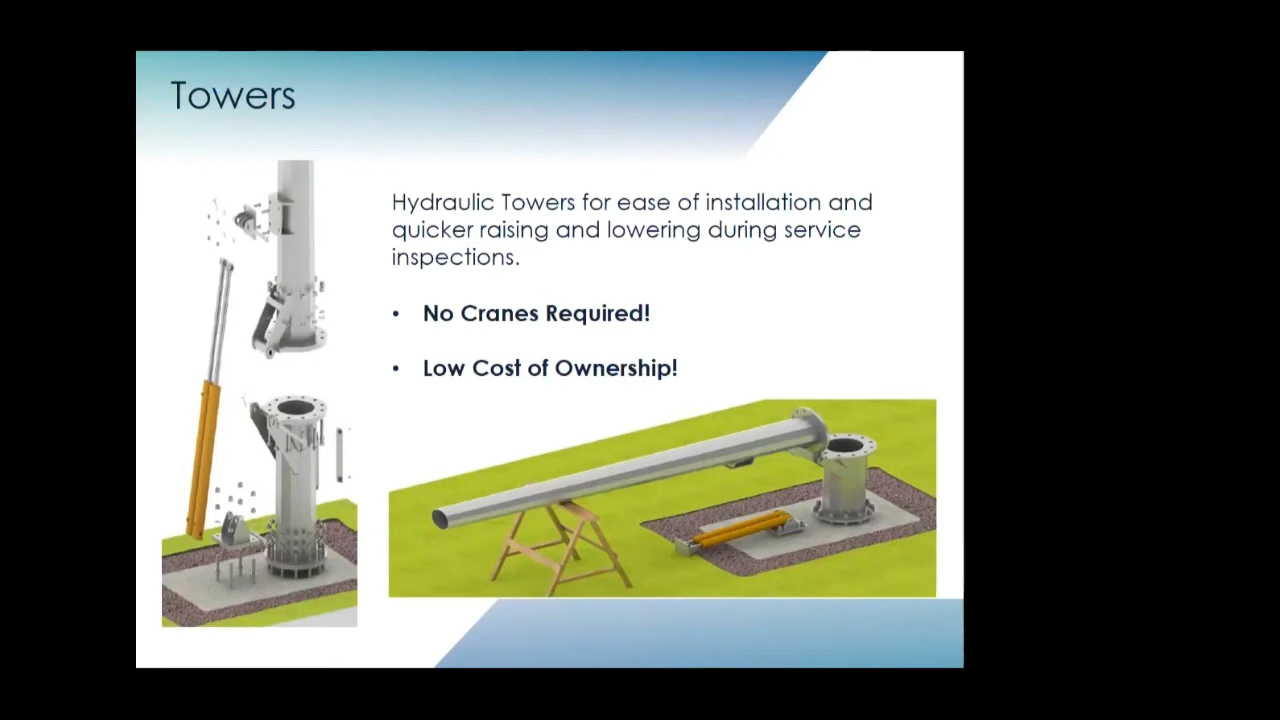 Towers
Hydraulic Towers for ease of installation and
quicker raising and lowering during service
inspections.
• No Cranes Required!
• Low Cost of Ownership!